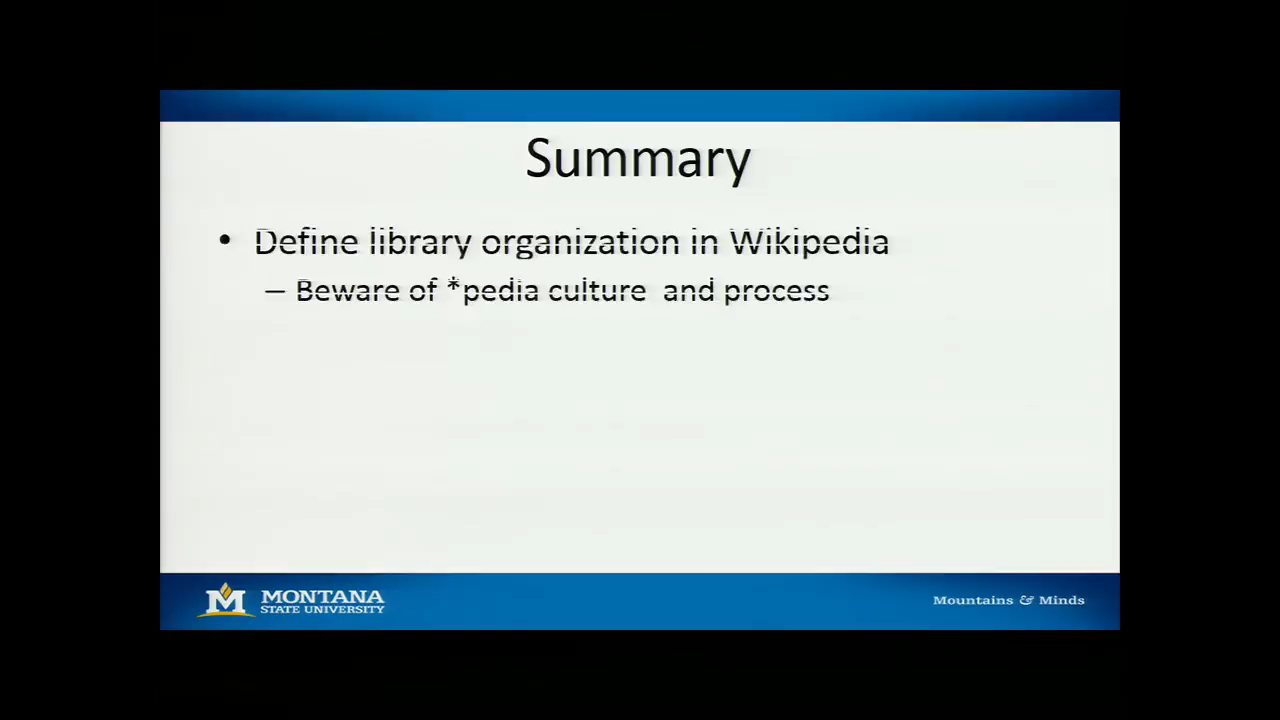 Summary
• Define library organization in Wikipedia
– Beware of *pedia culture and process
M MONTANA
STATE UNIVERSITY
Mountains & Minds